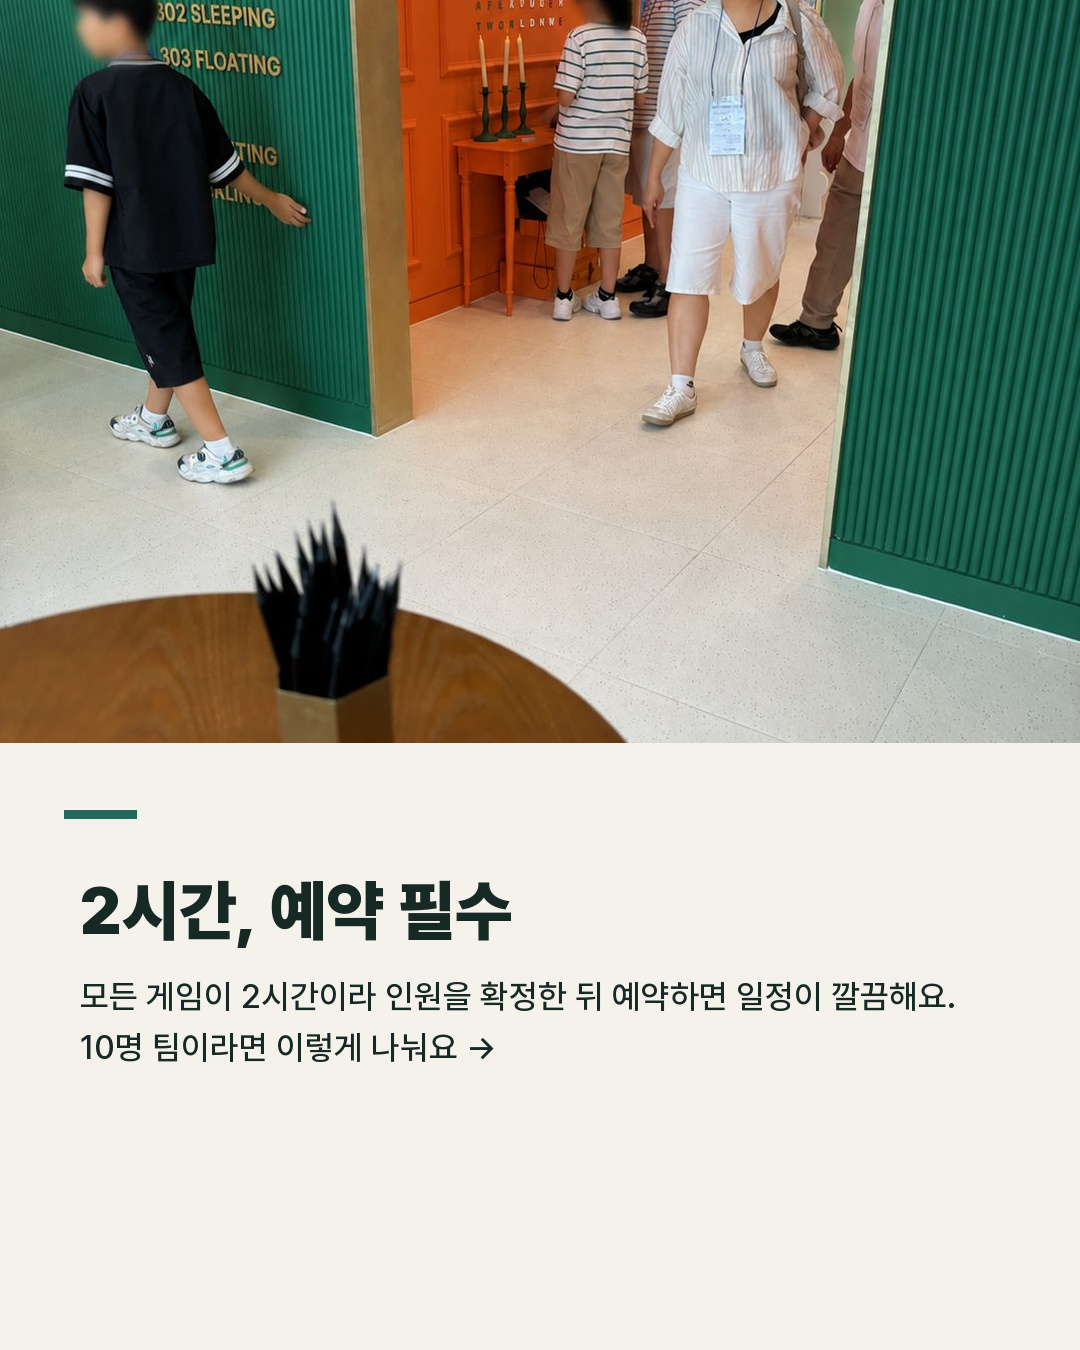 302 SLEEPING
303 FLOATING
2시간, 예약 필수
모든 게임이 2시간이라 인원을 확정한 뒤 예약하면 일정이 깔끔해요.
10명 팀이라면 이렇게 나눠요 →